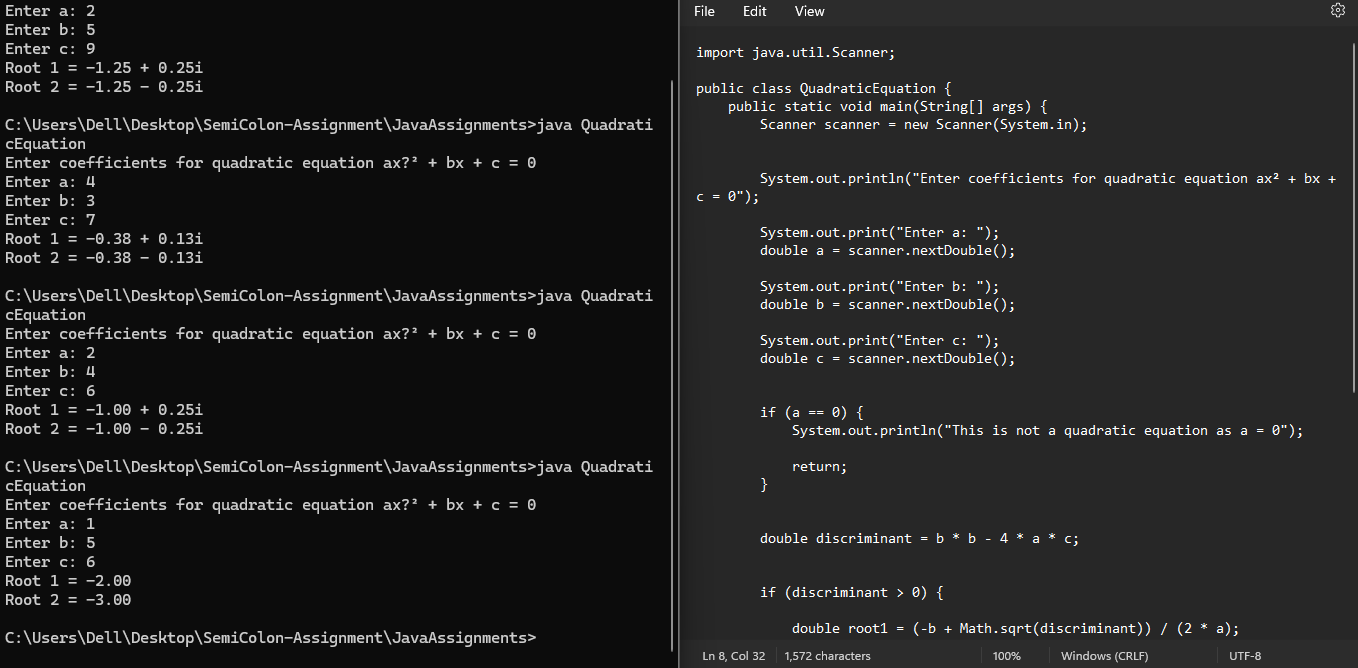 Enter a: 2
Enter b: 5
Enter c: 9
Root 1 = -1.25 + 0.25i
Root 2 = -1.25 - 0.25i
C:\Users\Dell\Desktop\SemiColon-Assignment\JavaAssignments>java Quadrati
cEquation
Enter coefficients for quadratic equation ax?² + bx + c = 0
Enter a: 4
Enter b: 3
Enter c: 7
Root 1 = -0.38 + 0.13i
Root 2 = -0.38 - 0.13i
C:\Users\Dell\Desktop\SemiColon-Assignment\JavaAssignments>java Quadrati
cEquation
Enter coefficients for quadratic equation ax?² + bx + c = 0
Enter a: 2
Enter b: 4
Enter c: 6
Root 1 = -1.00 + 0.25i
Root 2 = -1.00 - 0.25i
C:\Users\Dell\Desktop\SemiColon-Assignment\JavaAssignments>java Quadrati
cEquation
Enter coefficients for quadratic equation ax?² + bx + c = 0
Enter a: 1
Enter b: 5
Enter c: 6
Root 1 = -2.00
Root 2 = -3.00
C:\Users\Dell\Desktop\SemiColon-Assignment\JavaAssignments>
File Edit View
import java.util.Scanner;
public class QuadraticEquation {
    public static void main(String[] args) {
        Scanner scanner = new Scanner(System.in);
        System.out.println("Enter coefficients for quadratic equation ax² + bx +
c = 0");
        System.out.print("Enter a: ");
        double a = scanner.nextDouble();
        System.out.print("Enter b: ");
        double b = scanner.nextDouble();
        System.out.print("Enter c: ");
        double c = scanner.nextDouble();
        if (a == 0) {
            System.out.println("This is not a quadratic equation as a = 0");
            return;
        }
        double discriminant = b * b - 4 * a * c;
        if (discriminant > 0) {
            double root1 = (-b + Math.sqrt(discriminant)) / (2 * a);
Ln 8, Col 32 1,572 characters 100% Windows (CRLF) UTF-8